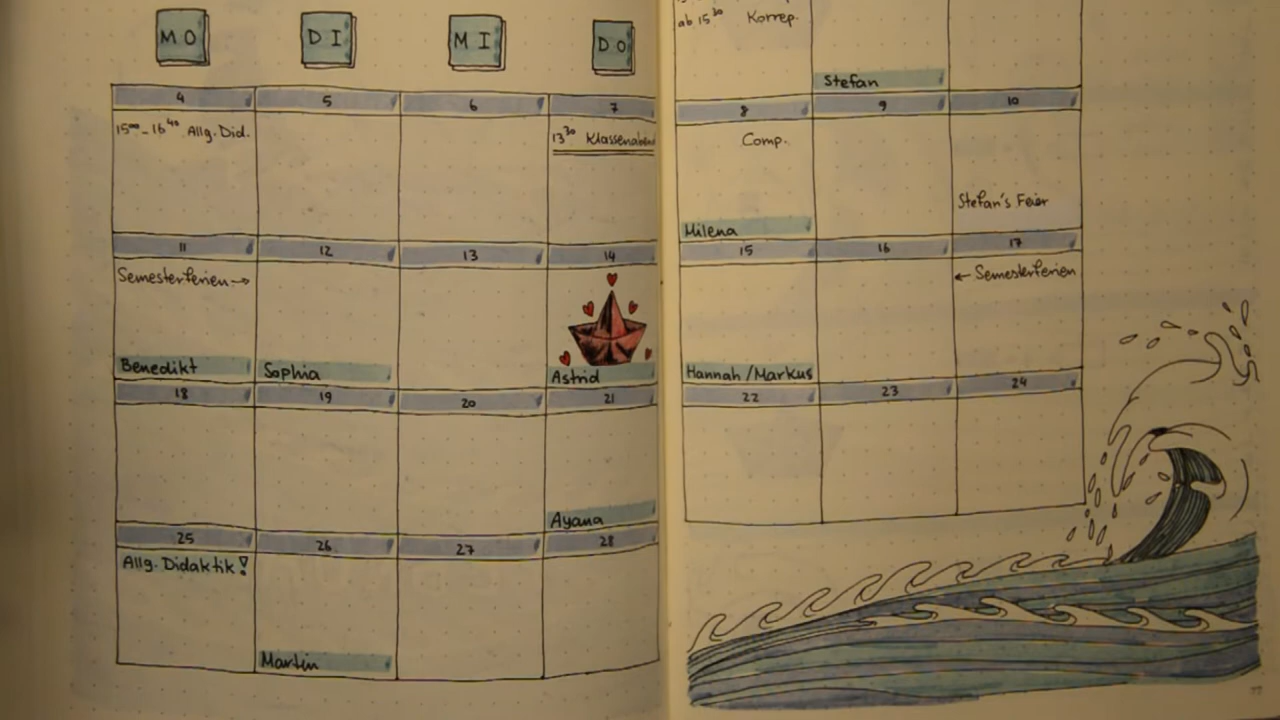 MO DI MI DO
ab 15³⁰ Korrep.
Stefan
4 5 6 7
15⁰⁰-16⁴⁰ Allg. Did.
13³⁰ Klassenabend
8 9 10
Comp.
Stefan's Feier
Milena
11 12 13 14
Semesterferien →
Benedikt
Sophia
Astrid
15 16 17
← Semesterferien
Hannah/Markus
18 19 20 21
Ayana
22 23 24
25 26 27 28
Allg. Didaktik!
Martin